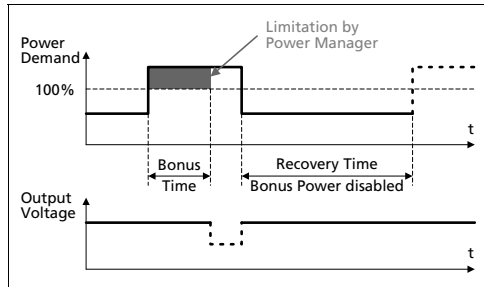 Limitation by
Power Manager
Power
Demand
100%
t
Bonus
Time
Recovery Time
Bonus Power disabled
Output
Voltage
t